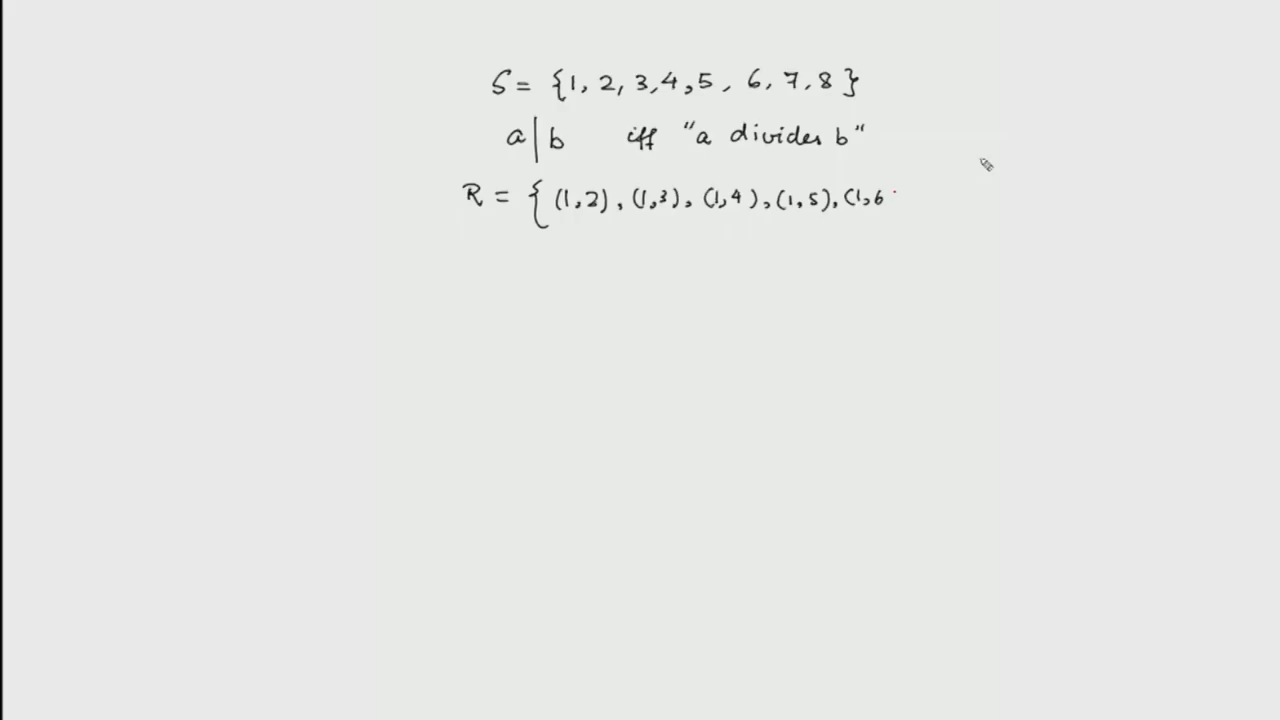 S = {1, 2, 3, 4, 5, 6, 7, 8}
a|b iff "a divides b"
R = { (1,2), (1,3), (1,4), (1,5), (1,6